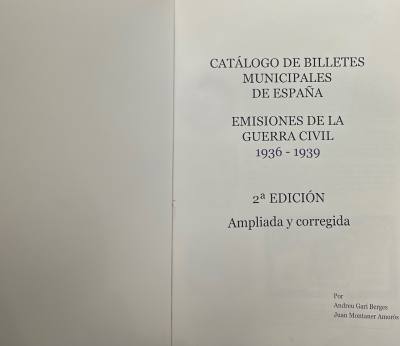 CATÁLOGO DE BILLETES
MUNICIPALES
DE ESPAÑA
EMISIONES DE LA
GUERRA CIVIL
1936 - 1939
2ª EDICIÓN
Ampliada y corregida
Por
Andreu Gari Berges
Juan Montaner Amorós